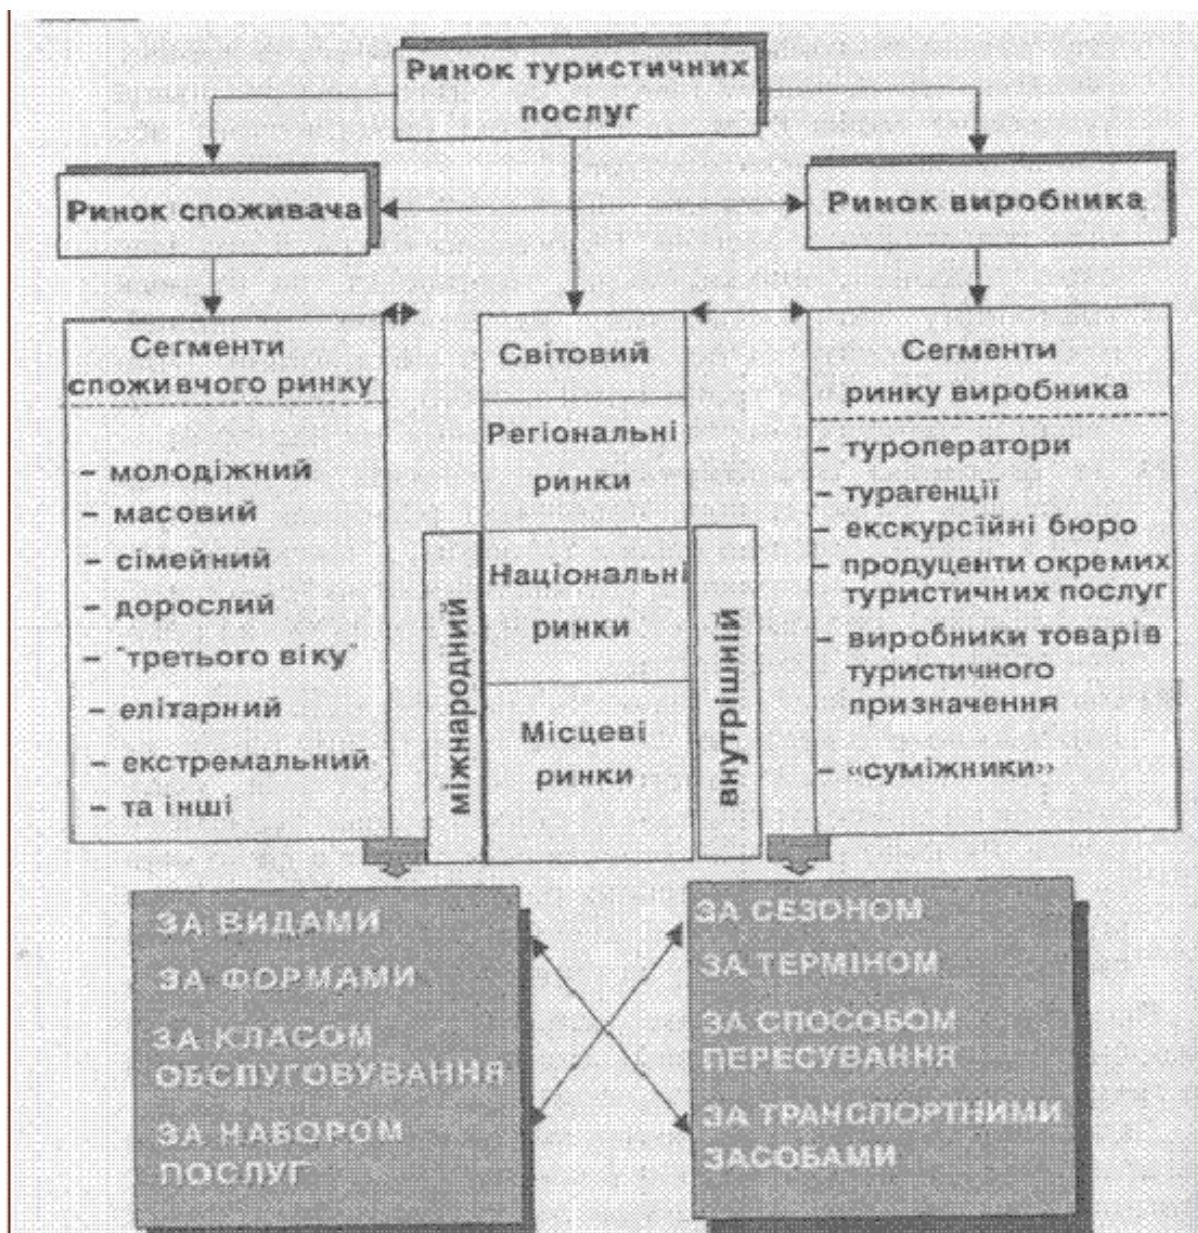 Ринок туристичних
послуг
Ринок споживача
Ринок виробника
Сегменти
споживчого ринку
– молодіжний
– масовий
– сімейний
– дорослий
– "третього віку"
– елітарний
– екстремальний
– та інші
Світовий
Регіональні
ринки
Національні
ринки
Місцеві
ринки
міжнародний
внутрішній
Сегменти
ринку виробника
– туроператори
– турагенції
– екскурсійні бюро
– продуценти окремих
туристичних послуг
– виробники товарів
туристичного
призначення
– «суміжники»
ЗА ВИДАМИ
ЗА ФОРМАМИ
ЗА КЛАСОМ
ОБСПУГОВУВАННЯ
ЗА НАБОРОМ
ПОСЛУГ
ЗА СЕЗОНОМ
ЗА ТЕРМІНОМ
ЗА СПОСОБОМ
ПЕРЕСУВАННЯ
ЗА ТРАНСПОРТНИМИ
ЗАСОБАМИ